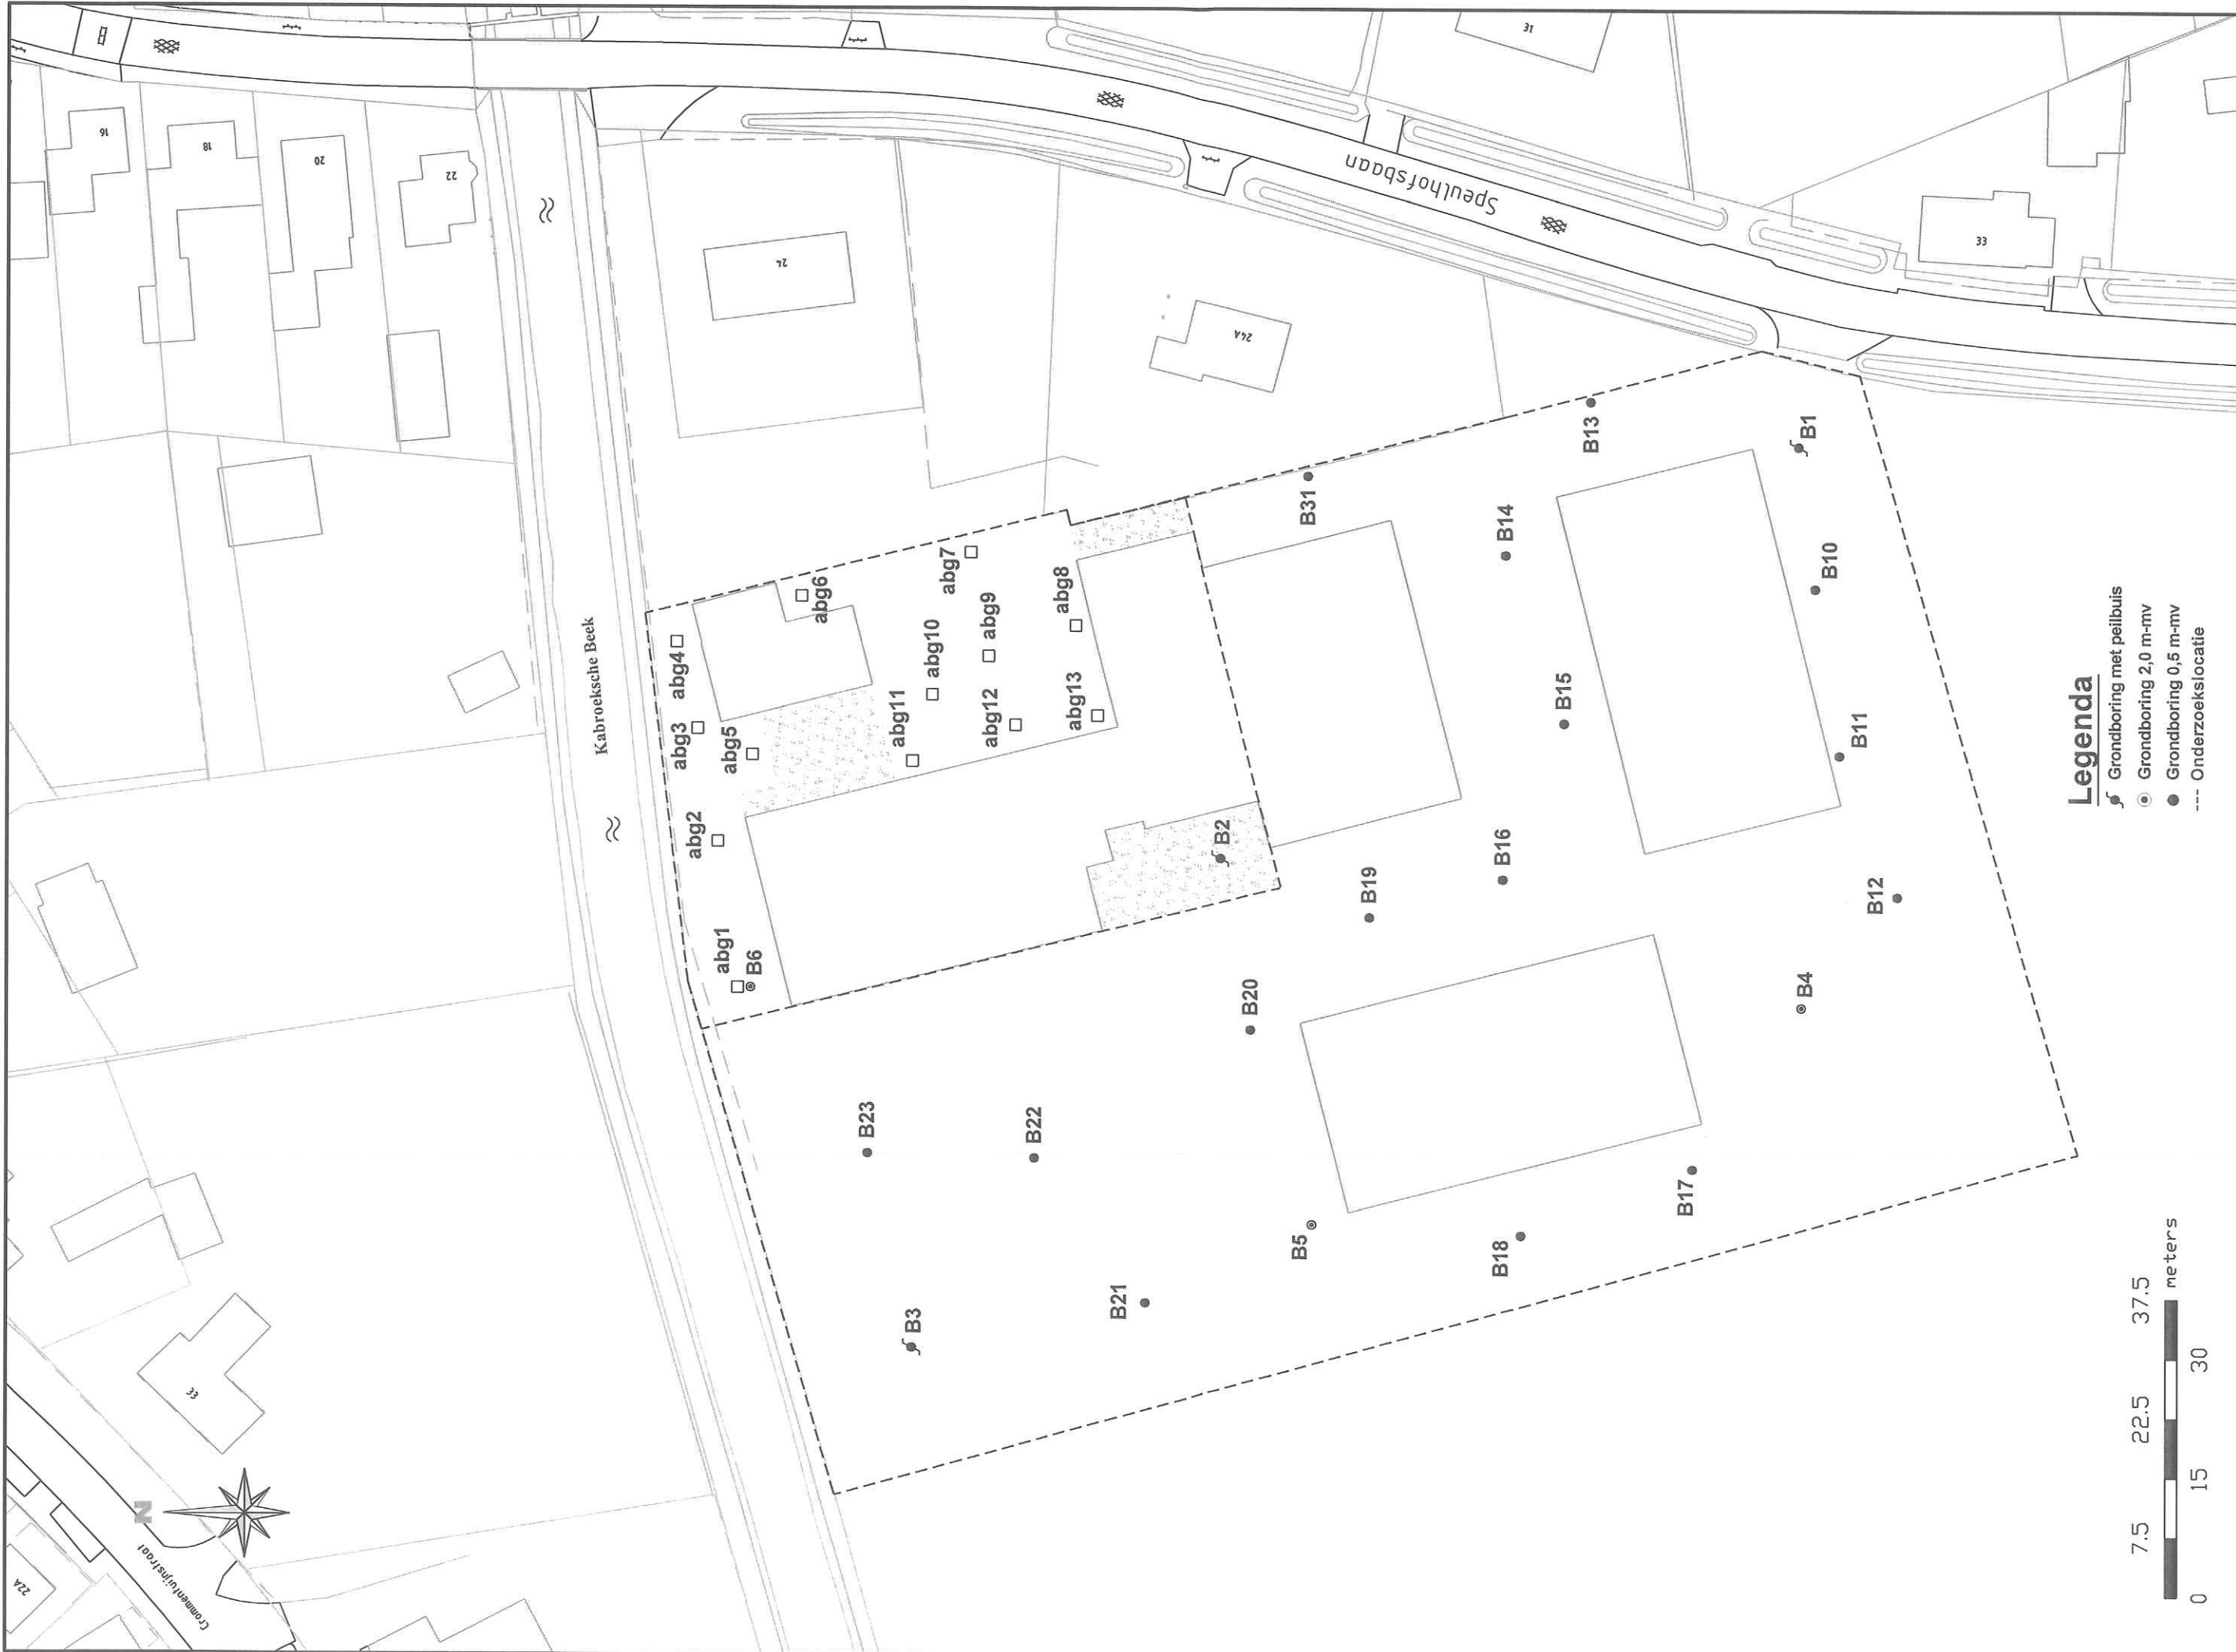 16
18
20
22
24
24A
31
33
Speulhofsbaan
Kabroeksche Beek
33
N
22A
Crommentuijnstraat
abg1
B6
abg2
abg3
abg4
abg5
abg6
abg7
abg8
abg9
abg10
abg11
abg12
abg13
B2
B31
B13
B1
B14
B10
B15
B11
B16
B12
B19
B4
B20
B23
B22
B17
B5
B18
B21
B3
Legenda
Grondboring met peilbuis
Grondboring 2,0 m-mv
Grondboring 0,5 m-mv
--- Onderzoekslocatie
7.5 22.5 37.5
meters
0 15 30